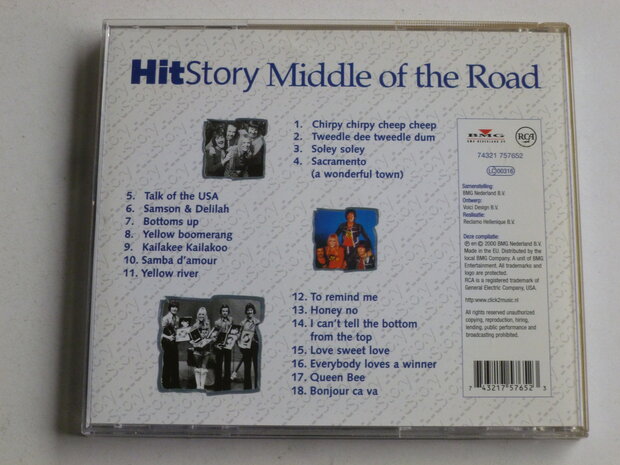 HitStory Middle of the Road
1. Chirpy chirpy cheep cheep
2. Tweedle dee tweedle dum
3. Soley soley
4. Sacramento
(a wonderful town)
5. Talk of the USA
6. Samson & Delilah
7. Bottoms up
8. Yellow boomerang
9. Kailakee Kailakoo
10. Samba d'amour
11. Yellow river
12. To remind me
13. Honey no
14. I can't tell the bottom
from the top
15. Love sweet love
16. Everybody loves a winner
17. Queen Bee
18. Bonjour ca va
BMG
BMG NEDERLAND BV
RCA
74321 757652
LC 00316
Samenstelling:
BMG Nederland B.V.
Ontwerp:
Voici Design B.V.
Realisatie:
Reclamo Hellenique B.V.
Deze compilatie:
℗ en © 2000 BMG Nederland B.V.
Made in the EU. Distributed by the
local BMG Company. A unit of BMG
Entertainment. All trademarks and
logo are protected.
RCA is a registered trademark of
General Electric Company, USA.
http:www.click2music.nl
All rights reserved unauthorized
copying, reproduction, hiring,
lending, public performance and
broadcasting prohibited.
7 43217 57652 3